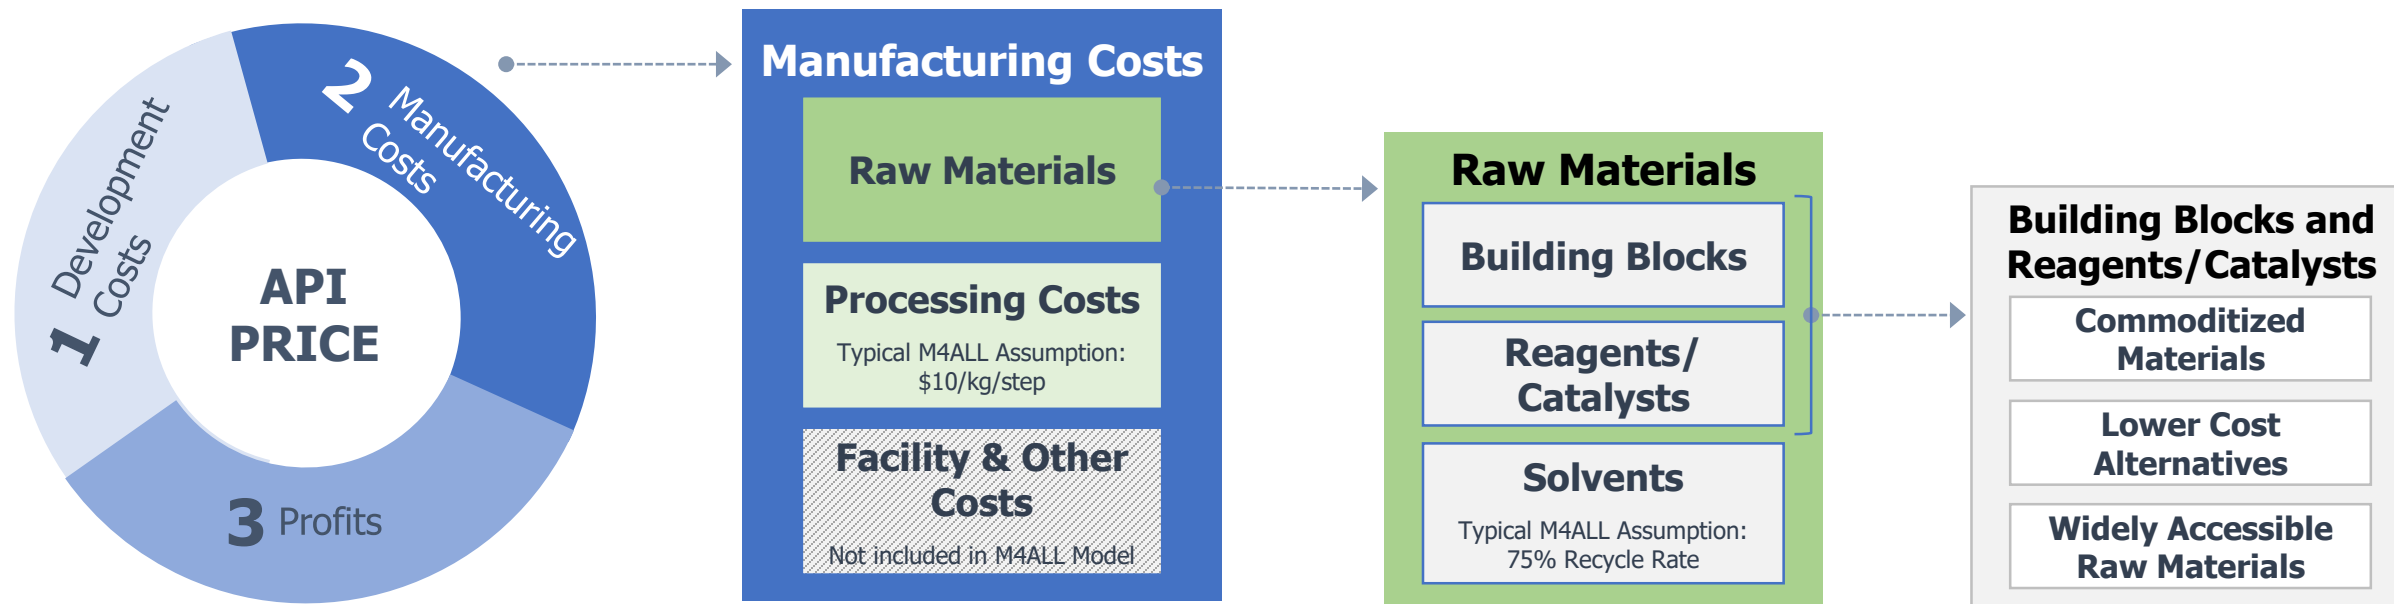 1 Development
Costs
2 Manufacturing
Costs
3 Profits
API
PRICE
Manufacturing Costs
Raw Materials
Processing Costs
Typical M4ALL Assumption:
$10/kg/step
Facility & Other
Costs
Not included in M4ALL Model
Raw Materials
Building Blocks
Reagents/
Catalysts
Solvents
Typical M4ALL Assumption:
75% Recycle Rate
Building Blocks and
Reagents/Catalysts
Commoditized
Materials
Lower Cost
Alternatives
Widely Accessible
Raw Materials